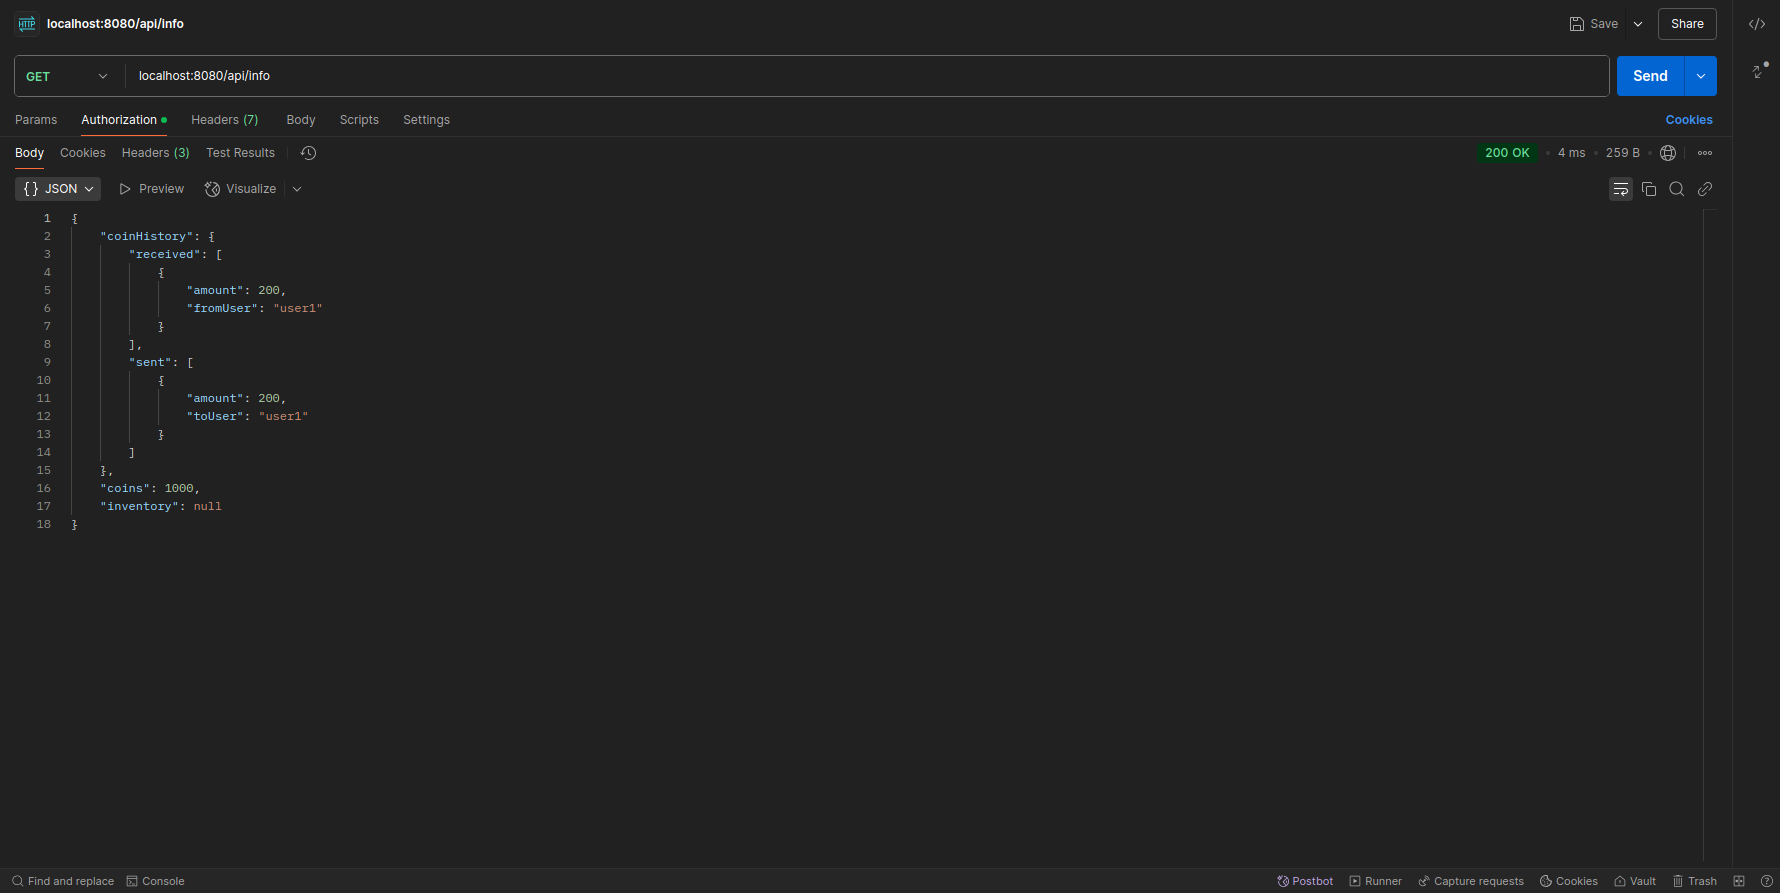 HTTP localhost:8080/api/info Save Share
GET localhost:8080/api/info Send
Params Authorization Headers (7) Body Scripts Settings Cookies
Body Cookies Headers (3) Test Results 200 OK 4 ms 259 B
{} JSON Preview Visualize
1 {
2 "coinHistory": {
3 "received": [
4 {
5 "amount": 200,
6 "fromUser": "user1"
7 }
8 ],
9 "sent": [
10 {
11 "amount": 200,
12 "toUser": "user1"
13 }
14 ]
15 },
16 "coins": 1000,
17 "inventory": null
18 }
Find and replace Console Postbot Runner Capture requests Cookies Vault Trash